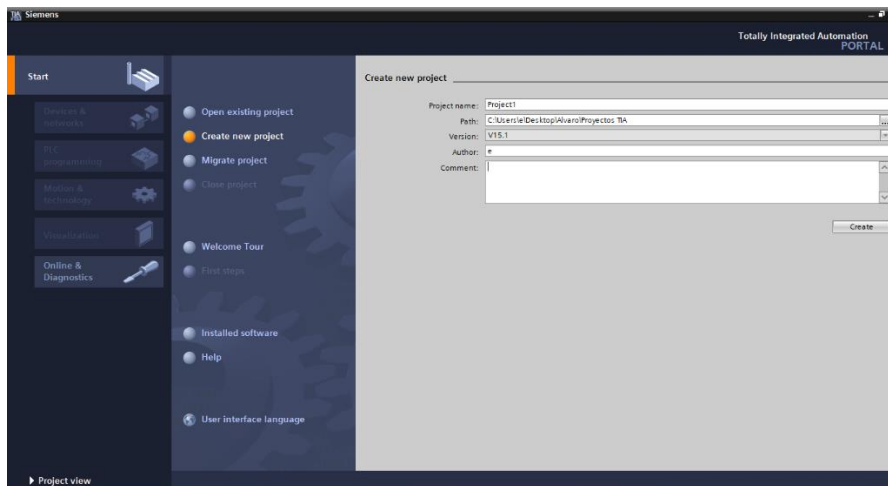 Siemens
Totally Integrated Automation
PORTAL
Start
Devices &
networks
PLC
programming
Motion &
technology
Visualization
Online &
Diagnostics
Open existing project
Create new project
Migrate project
Close project
Welcome Tour
First steps
Installed software
Help
User interface language
Create new project
Project name: Project1
Path: C:\Users\e\Desktop\Alvaro\Proyectos TIA
...
Version: V15.1
Author: e
Comment:
Create
Project view